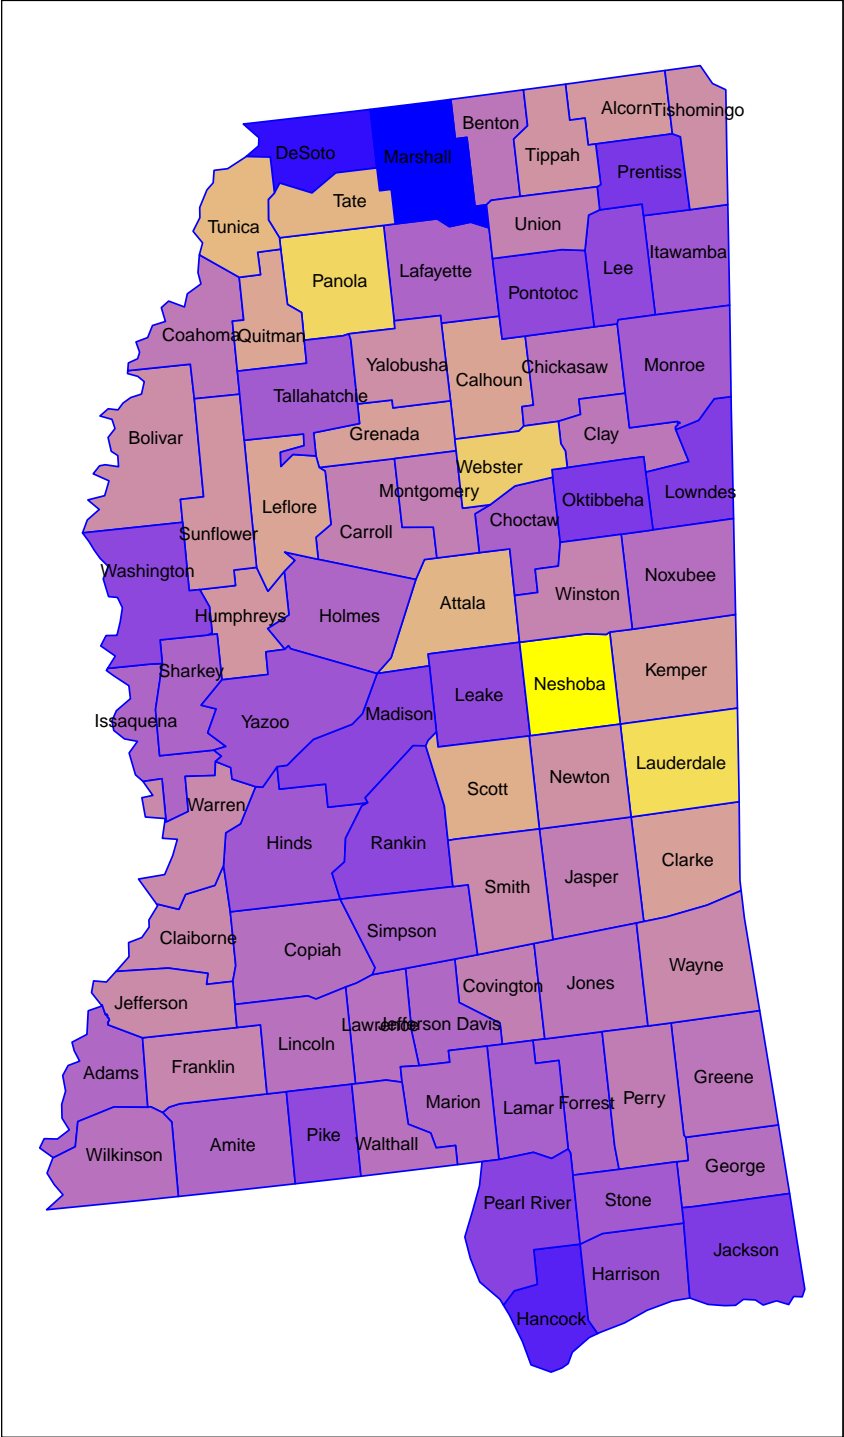 Alcorn
Tishomingo
Benton
DeSoto
Marshall
Tippah
Prentiss
Tate
Tunica
Union
Itawamba
Lafayette
Lee
Panola
Pontotoc
Coahoma
Quitman
Yalobusha
Chickasaw
Monroe
Calhoun
Tallahatchie
Bolivar
Grenada
Clay
Webster
Montgomery
Lowndes
Oktibbeha
Leflore
Choctaw
Sunflower
Carroll
Washington
Noxubee
Winston
Attala
Humphreys
Holmes
Sharkey
Kemper
Neshoba
Leake
Madison
Issaquena
Yazoo
Lauderdale
Newton
Scott
Warren
Hinds
Rankin
Clarke
Jasper
Smith
Simpson
Claiborne
Copiah
Wayne
Jones
Covington
Jefferson
Lawrence
Jefferson Davis
Lincoln
Franklin
Adams
Greene
Perry
Forrest
Marion
Lamar
Pike
Walthall
Amite
Wilkinson
George
Stone
Pearl River
Jackson
Harrison
Hancock